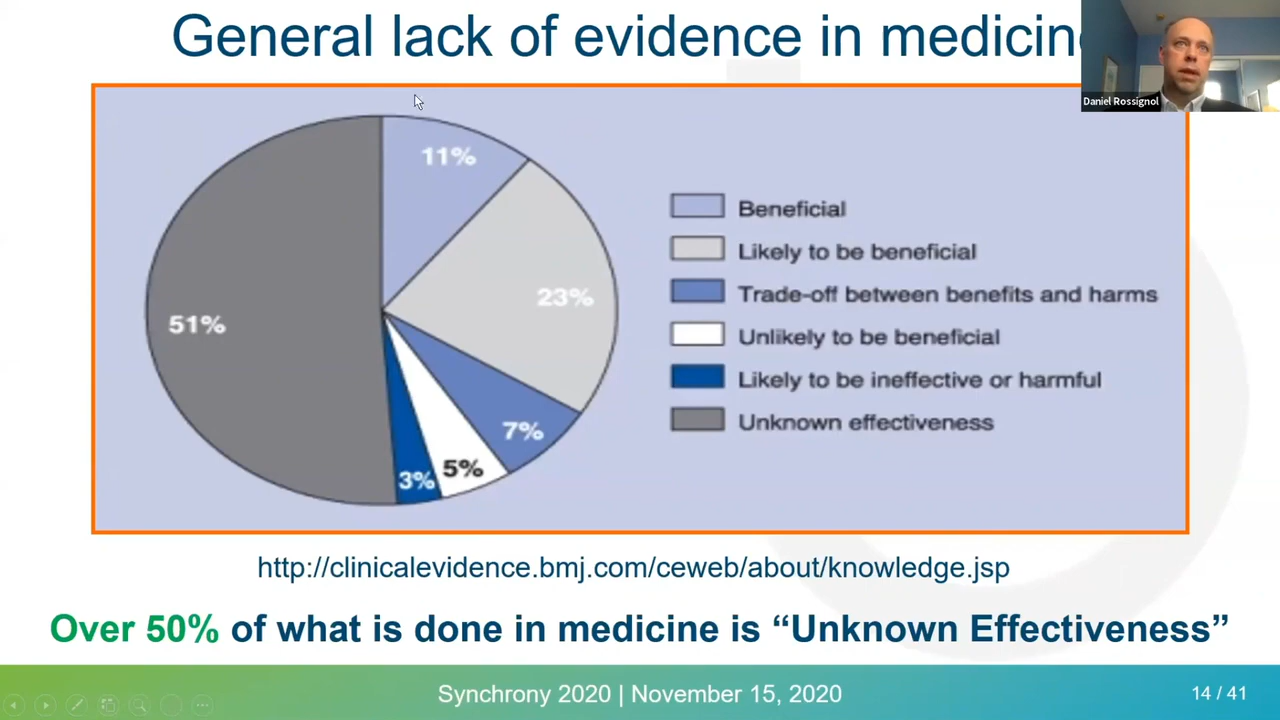 General lack of evidence in medicin
Daniel Rossignol
11%
23%
51%
7%
5%
3%
Beneficial
Likely to be beneficial
Trade-off between benefits and harms
Unlikely to be beneficial
Likely to be ineffective or harmful
Unknown effectiveness
http://clinicalevidence.bmj.com/ceweb/about/knowledge.jsp
Over 50% of what is done in medicine is “Unknown Effectiveness”
Synchrony 2020 | November 15, 2020
14 / 41